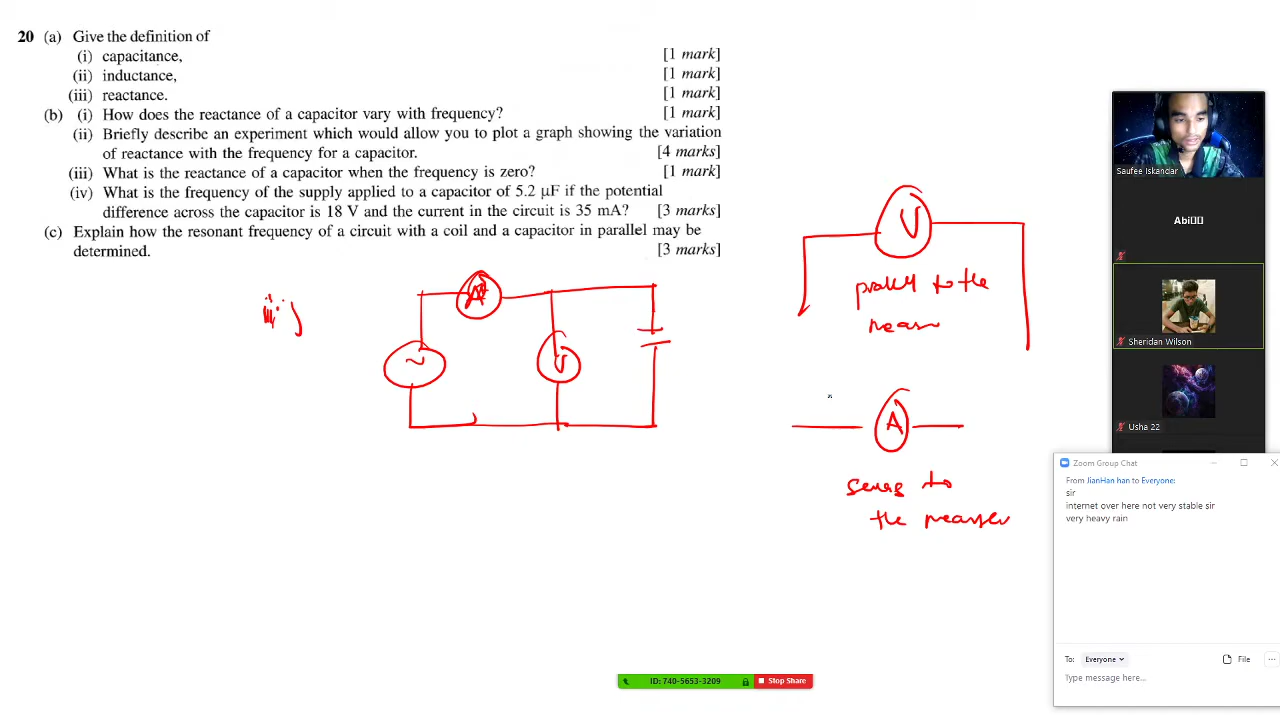 20 (a) Give the definition of
(i) capacitance, [1 mark]
(ii) inductance, [1 mark]
(iii) reactance. [1 mark]
(b) (i) How does the reactance of a capacitor vary with frequency? [1 mark]
(ii) Briefly describe an experiment which would allow you to plot a graph showing the variation
of reactance with the frequency for a capacitor. [4 marks]
(iii) What is the reactance of a capacitor when the frequency is zero? [1 mark]
(iv) What is the frequency of the supply applied to a capacitor of 5.2 μF if the potential
difference across the capacitor is 18 V and the current in the circuit is 35 mA? [3 marks]
(c) Explain how the resonant frequency of a circuit with a coil and a capacitor in parallel may be
determined. [3 marks]
A
V
V
to the
A
to
the
Saufee Iskandar
Abi
Sheridan Wilson
Usha 22
Zoom Group Chat
From JianHan han to Everyone:
sir
internet over here not very stable sir
very heavy rain
To: Everyone File
Type message here...
ID: 740-5653-3209 Stop Share